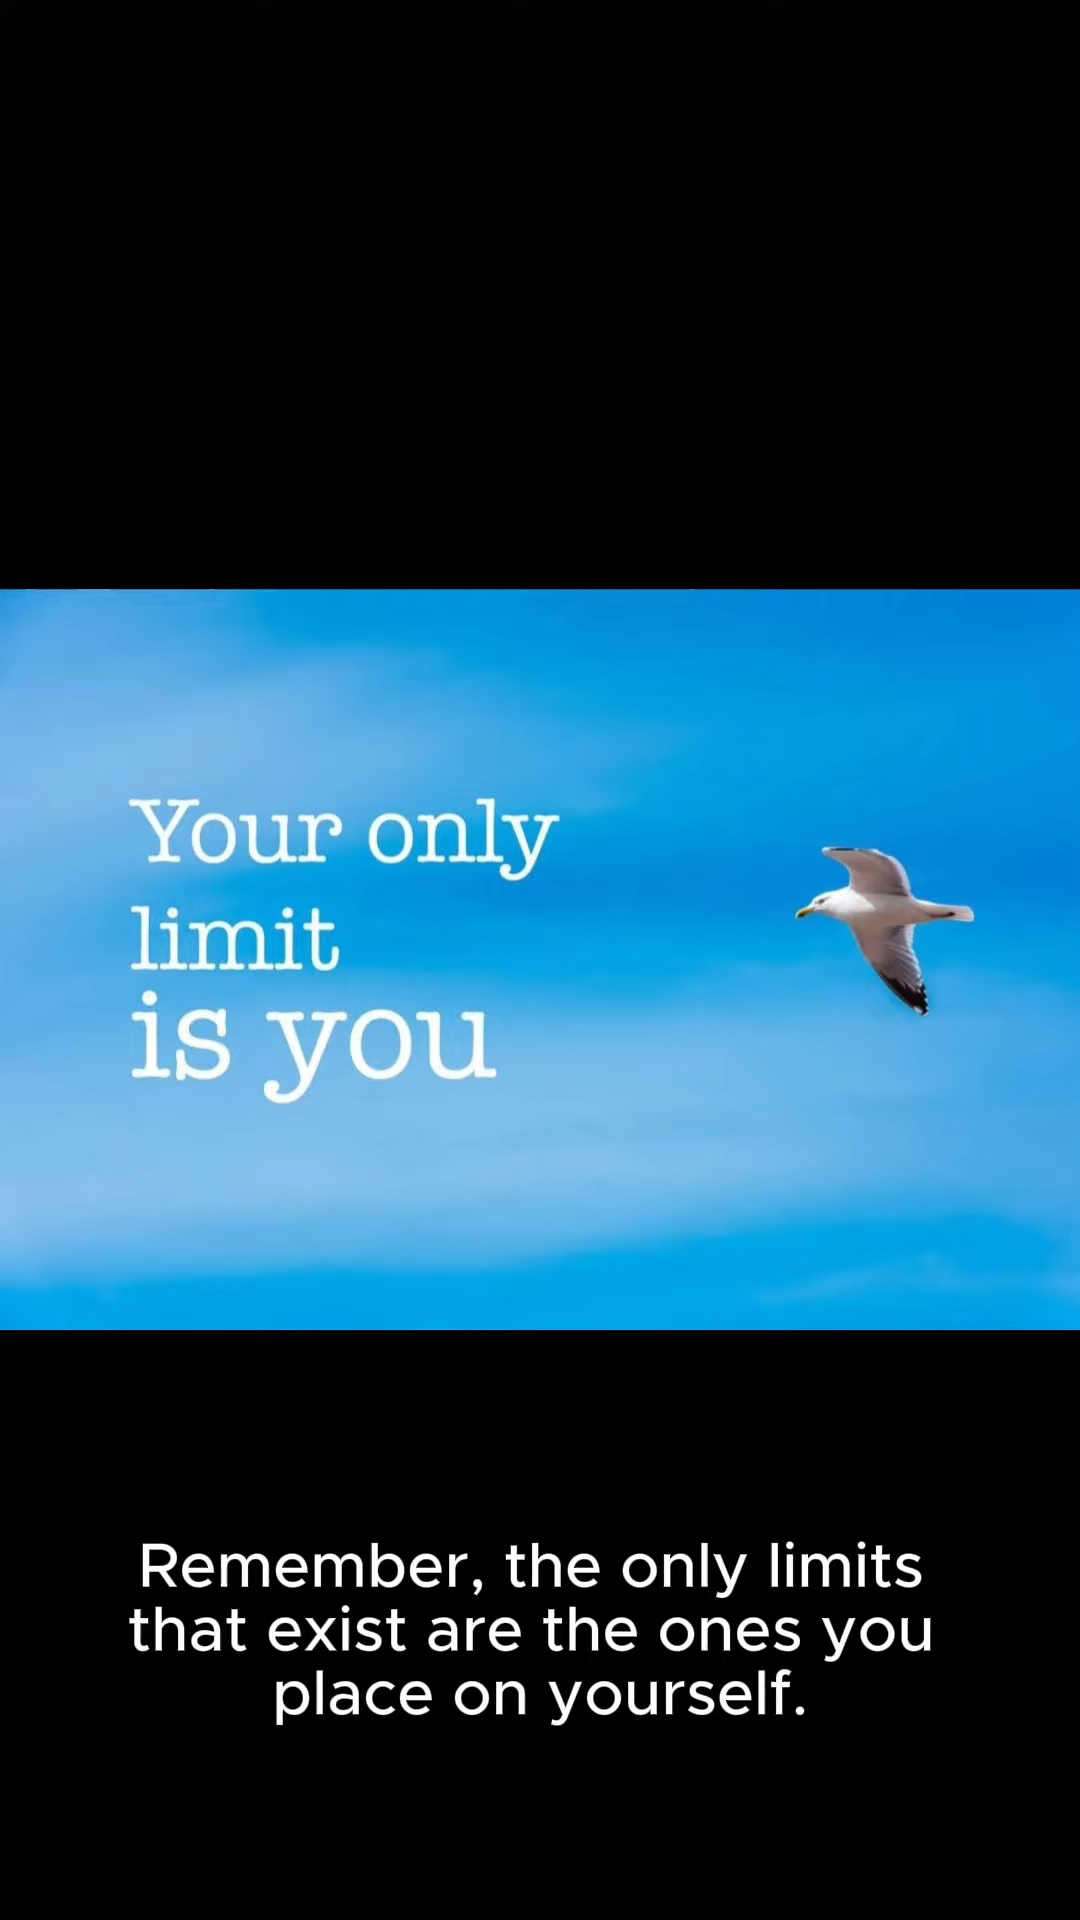 Your only
limit
is you
Remember, the only limits
that exist are the ones you
place on yourself.